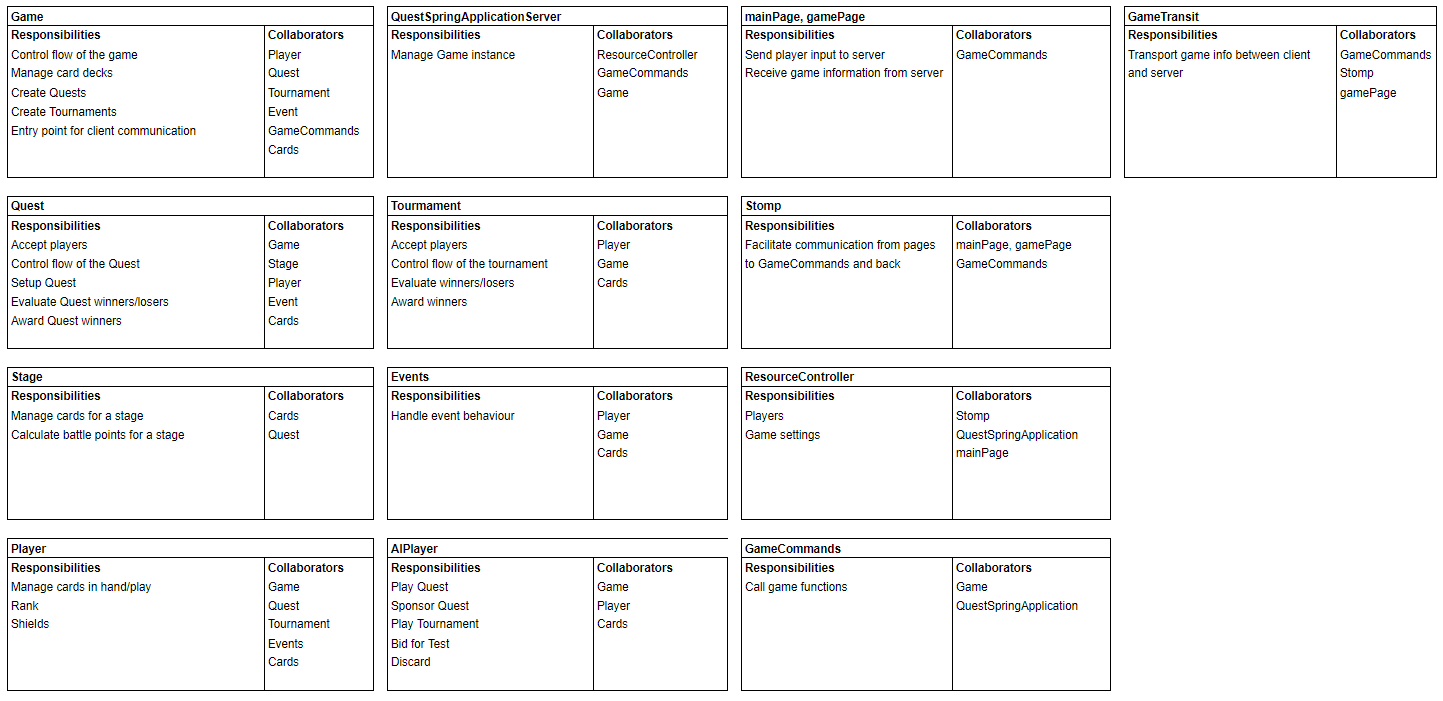 Game
Responsibilities
Control flow of the game
Manage card decks
Create Quests
Create Tournaments
Entry point for client communication
Collaborators
Player
Quest
Tournament
Event
GameCommands
Cards
QuestSpringApplicationServer
Responsibilities
Manage Game instance
Collaborators
ResourceController
GameCommands
Game
mainPage, gamePage
Responsibilities
Send player input to server
Receive game information from server
Collaborators
GameCommands
GameTransit
Responsibilities
Transport game info between client
and server
Collaborators
GameCommands
Stomp
gamePage
Quest
Responsibilities
Accept players
Control flow of the Quest
Setup Quest
Evaluate Quest winners/losers
Award Quest winners
Collaborators
Game
Stage
Player
Event
Cards
Tourmament
Responsibilities
Accept players
Control flow of the tournament
Evaluate winners/losers
Award winners
Collaborators
Player
Game
Cards
Stomp
Responsibilities
Facilitate communication from pages
to GameCommands and back
Collaborators
mainPage, gamePage
GameCommands
Stage
Responsibilities
Manage cards for a stage
Calculate battle points for a stage
Collaborators
Cards
Quest
Events
Responsibilities
Handle event behaviour
Collaborators
Player
Game
Cards
ResourceController
Responsibilities
Players
Game settings
Collaborators
Stomp
QuestSpringApplication
mainPage
Player
Responsibilities
Manage cards in hand/play
Rank
Shields
Collaborators
Game
Quest
Tournament
Events
Cards
AIPlayer
Responsibilities
Play Quest
Sponsor Quest
Play Tournament
Bid for Test
Discard
Collaborators
Game
Player
Cards
GameCommands
Responsibilities
Call game functions
Collaborators
Game
QuestSpringApplication